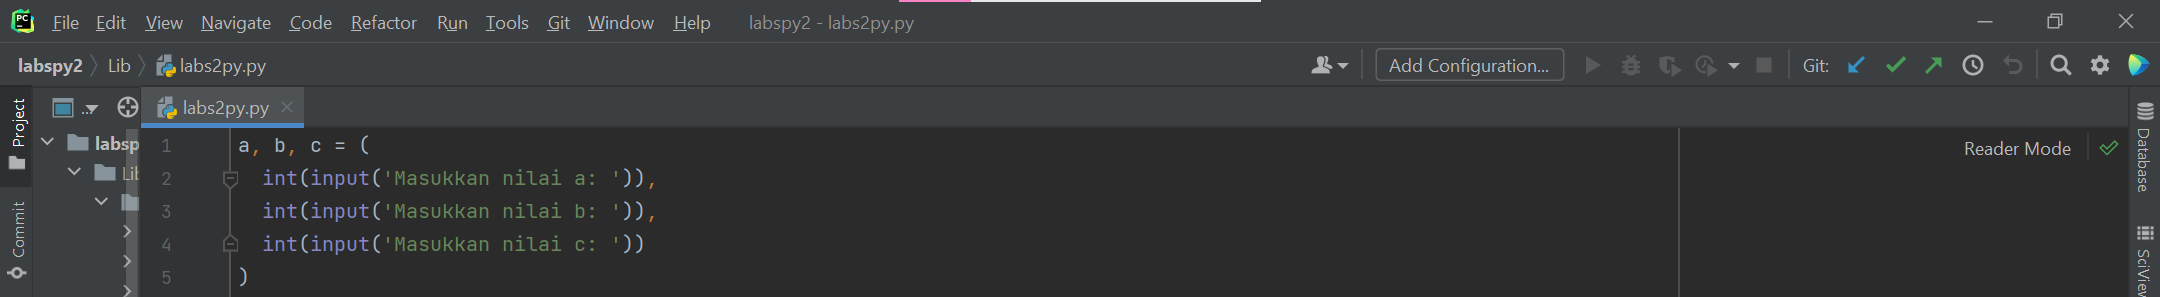 PC File Edit View Navigate Code Refactor Run Tools Git Window Help labspy2 - labs2py.py
labspy2 Lib labs2py.py Add Configuration... Git:
Project
.. labs2py.py
labsp
Lib
Commit
1 a, b, c = (
2 int(input('Masukkan nilai a: ')),
3 int(input('Masukkan nilai b: ')),
4 int(input('Masukkan nilai c: '))
5 )
Reader Mode
Database
SciView